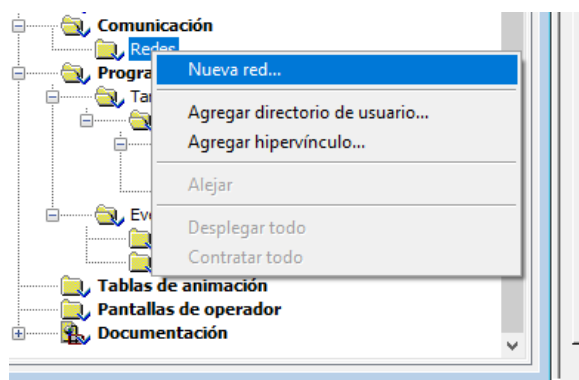 Comunicación
Redes
Nueva red...
Agregar directorio de usuario...
Agregar hipervínculo...
Alejar
Desplegar todo
Contratar todo
Tablas de animación
Pantallas de operador
Documentación